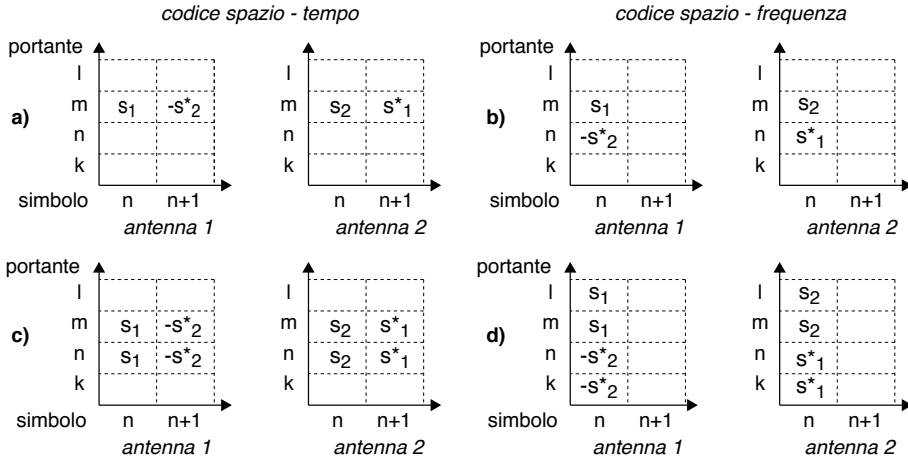 codice spazio - tempo codice spazio - frequenza
portante
l l
m s1 -s*2 s2 s*1 m s1 s2
a) b)
n n -s*2 s*1
k k
simbolo n n+1 n n+1 simbolo n n+1 n n+1
antenna 1 antenna 2 antenna 1 antenna 2
portante portante
l l s1 s2
m s1 -s*2 s2 s*1 m s1 s2
c) d)
n s1 -s*2 s2 s*1 n -s*2 s*1
k k -s*2 s*1
simbolo n n+1 n n+1 simbolo n n+1 n n+1
antenna 1 antenna 2 antenna 1 antenna 2